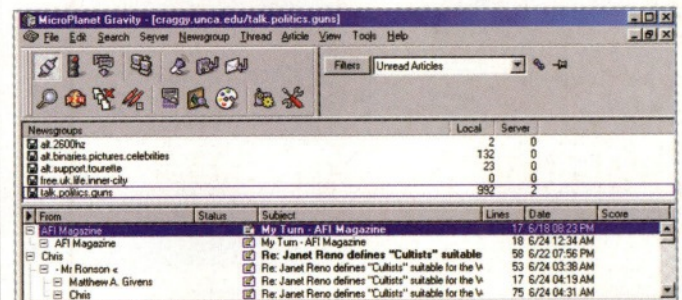 MicroPlanet Gravity - [craggy.unca.edu/talk.politics.guns]
File Edit Search Server Newsgroup Thread Article View Tools Help
Filters Unread Articles
Newsgroups Local Server
alt.2600hz 2 0
alt.binaries.pictures.celebrities 132 0
alt.support.tourette 23 0
free.uk.life.inner-city 0 0
talk.politics.guns 992 2
From Status Subject Lines Date Score
AFI Magazine My Turn - AFI Magazine 17 6/18 08:23 PM
AFI Magazine My Turn - AFI Magazine 18 6/24 12:34 AM
Chris Re: Janet Reno defines "Cultists" suitable 58 6/22 07:56 PM
- Mr Ronson « Re: Janet Reno defines "Cultists" suitable for the W 53 6/24 03:38 AM
Matthew A. Givens Re: Janet Reno defines "Cultists" suitable for the W 17 6/24 04:19 AM
Chris Re: Janet Reno defines "Cultists" suitable for the W 75 6/24 04:31 AM